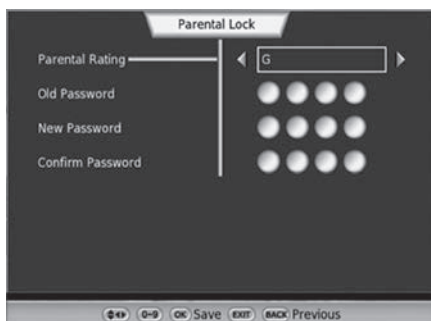 Parental Lock
Parental Rating G
Old Password
New Password
Confirm Password
0~9 OK Save EXIT BACK Previous